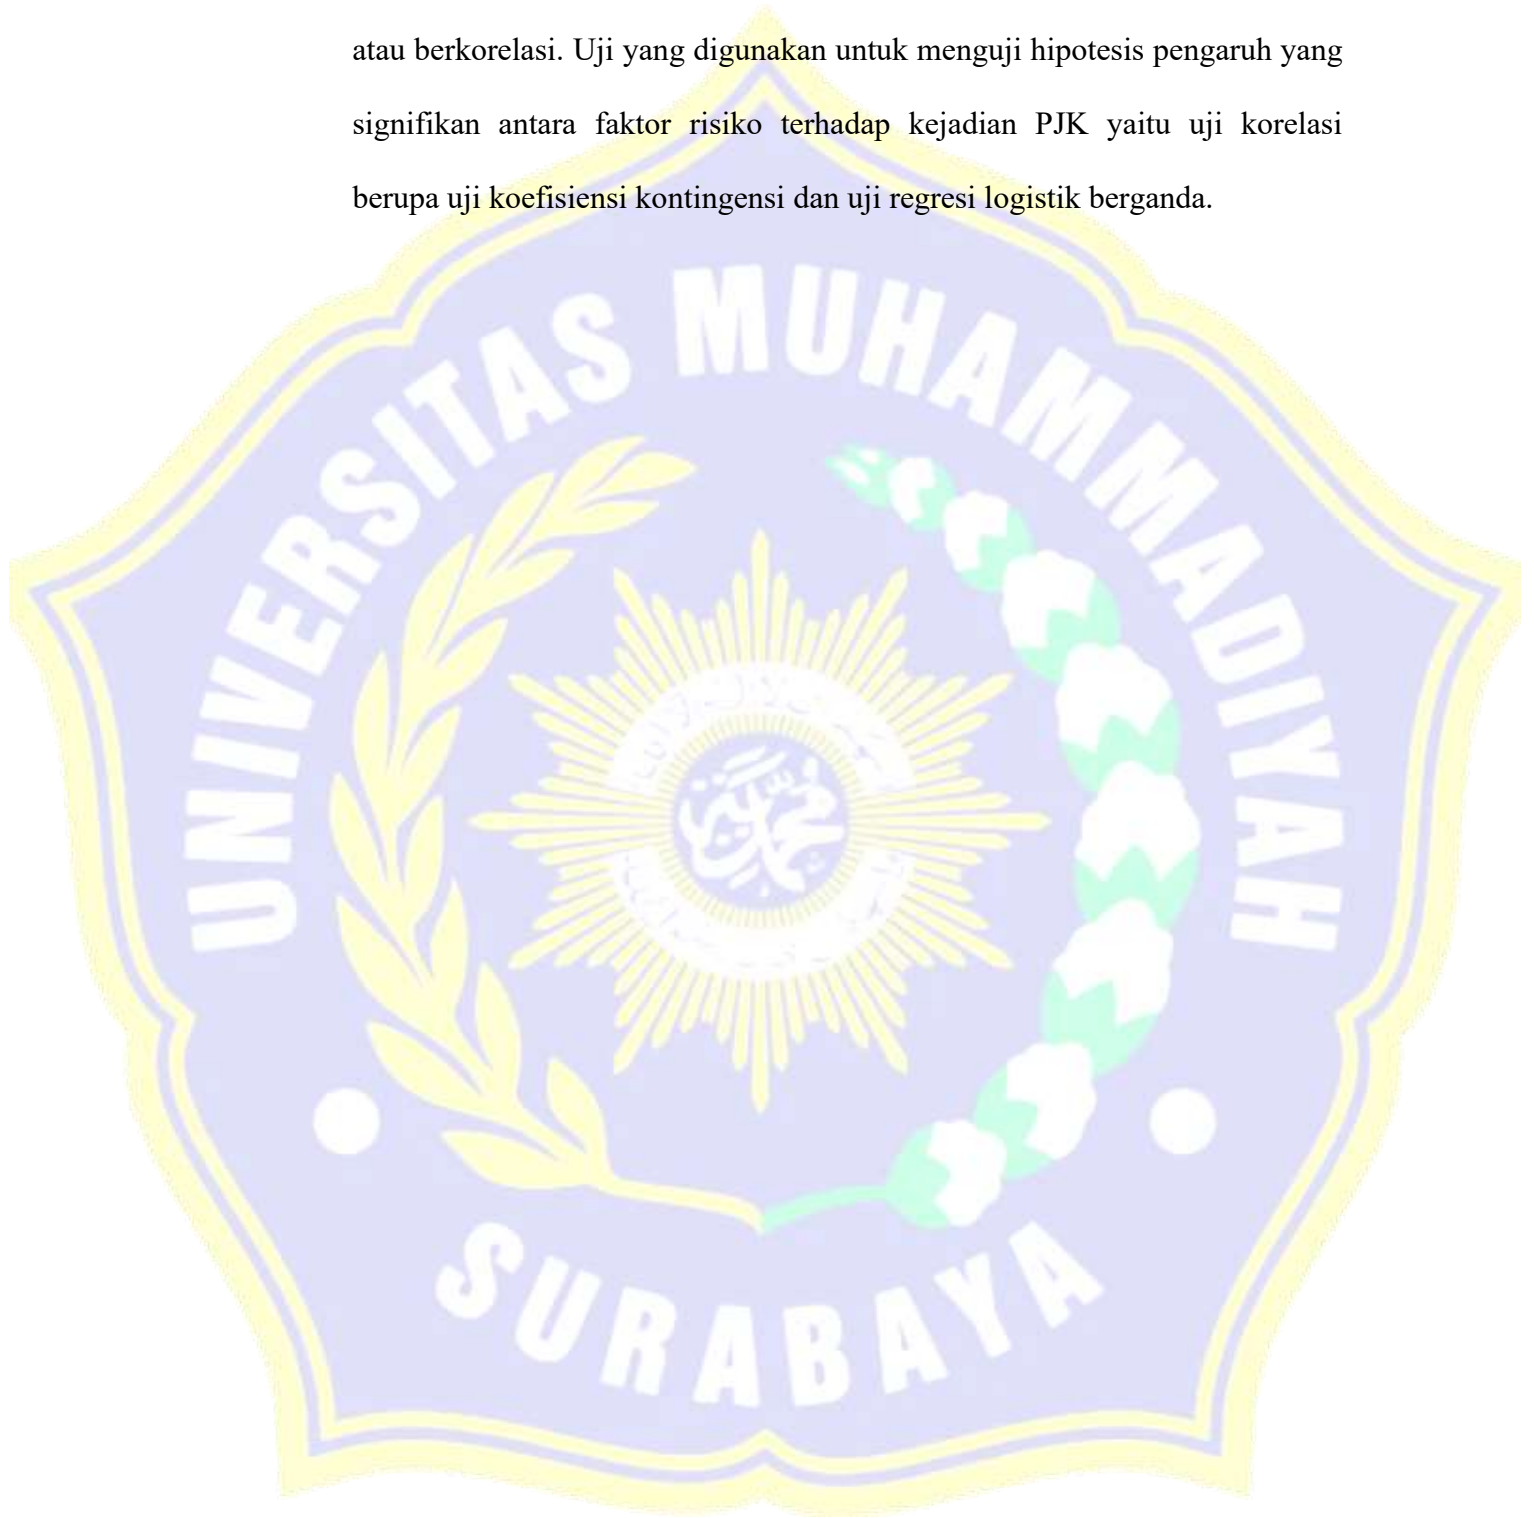 atau berkorelasi. Uji yang digunakan untuk menguji hipotesis pengaruh yang
signifikan antara faktor risiko terhadap kejadian PJK yaitu uji korelasi
berupa uji koefisiensi kontingensi dan uji regresi logistik berganda.
UNIVERSITAS MUHAMMADIYAH
SURABAYA